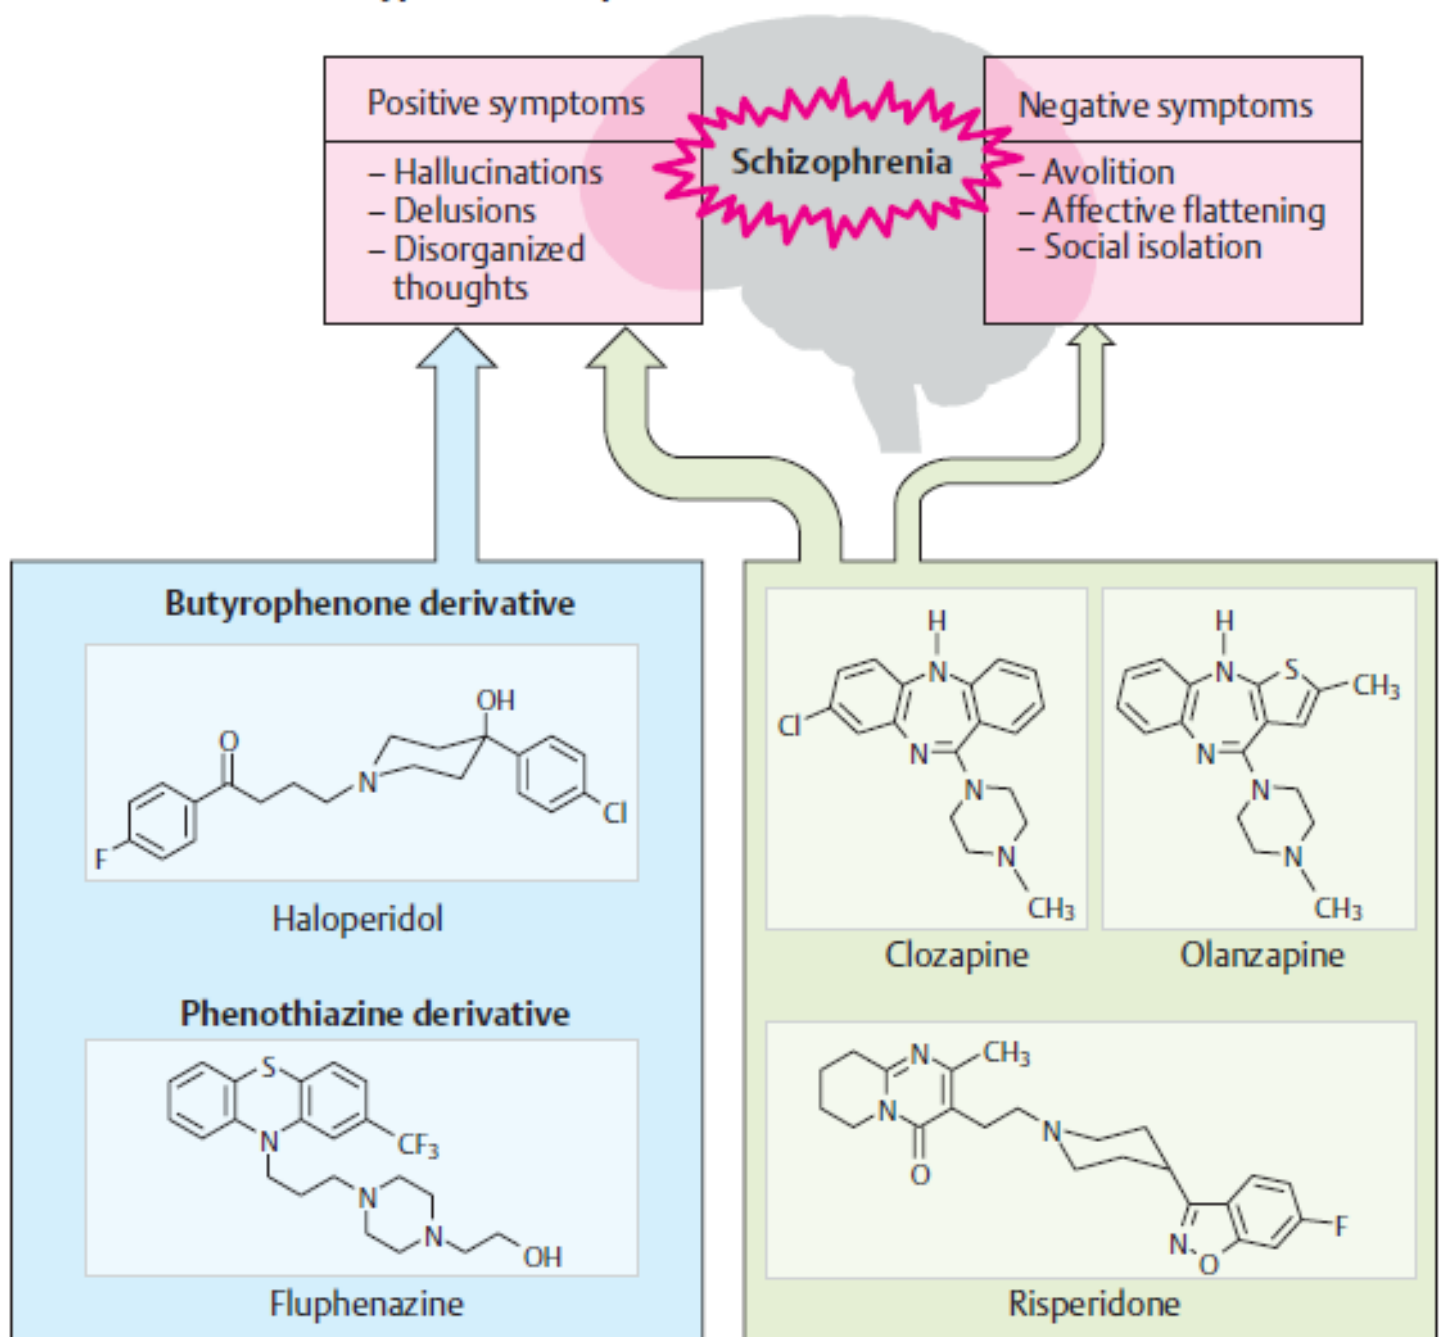 Positive symptoms
– Hallucinations
– Delusions
– Disorganized
thoughts
Schizophrenia
Negative symptoms
– Avolition
– Affective flattening
– Social isolation
Butyrophenone derivative
O
OH
N
F
Cl
Haloperidol
Phenothiazine derivative
S
N
CF3
N
N
OH
Fluphenazine
H
N
Cl
N
N
N
CH3
Clozapine
H
N
S
CH3
N
N
N
CH3
Olanzapine
N
CH3
N
O
N
N
O
F
Risperidone